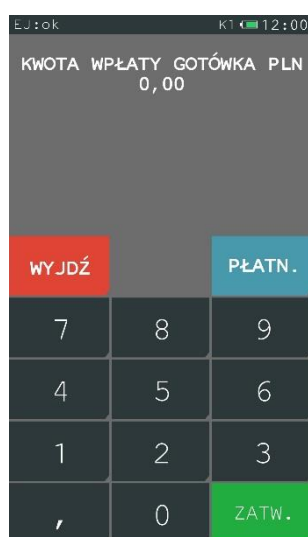 EJ:ok K1 12:00
KWOTA WPŁATY GOTÓWKA PLN
0,00
WYJDŹ PŁATN.
7 8 9
4 5 6
1 2 3
, 0 ZATW.